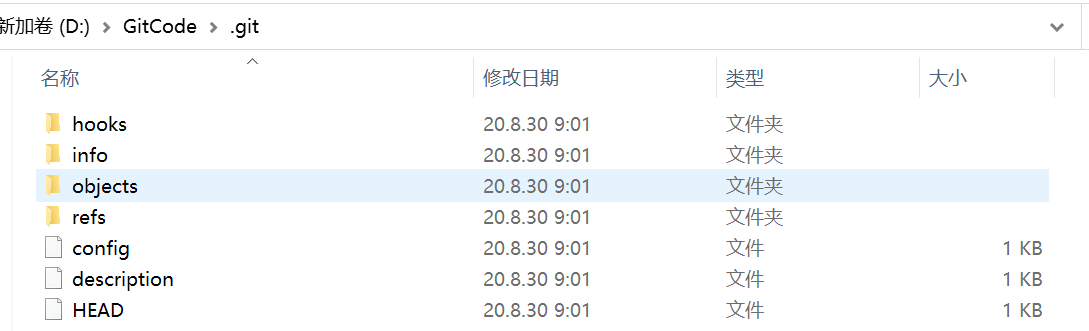 新加卷 (D:) › GitCode › .git
名称 修改日期 类型 大小
hooks 20.8.30 9:01 文件夹
info 20.8.30 9:01 文件夹
objects 20.8.30 9:01 文件夹
refs 20.8.30 9:01 文件夹
config 20.8.30 9:01 文件 1 KB
description 20.8.30 9:01 文件 1 KB
HEAD 20.8.30 9:01 文件 1 KB